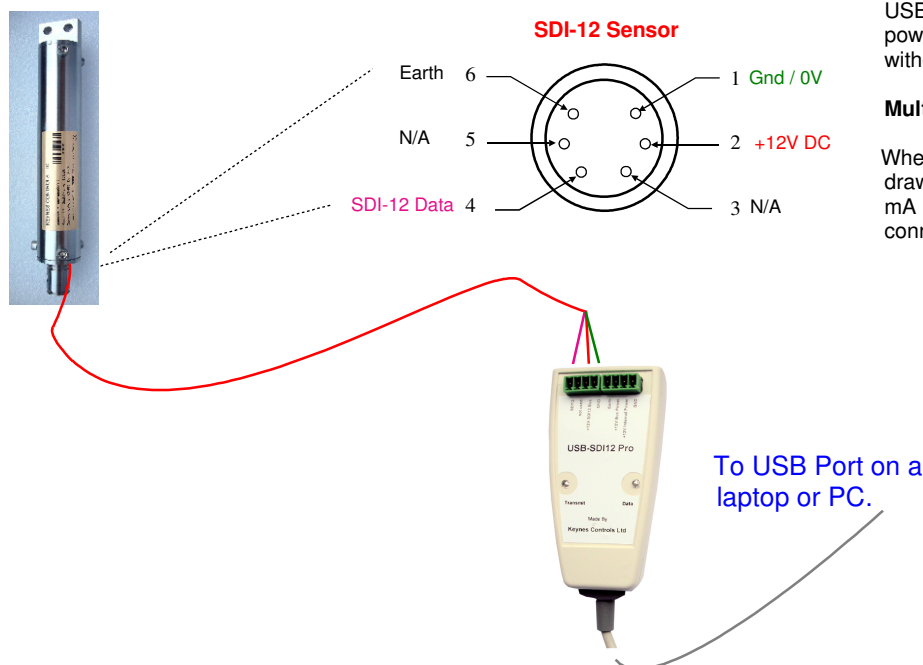 SDI-12 Sensor
Earth 6
1 Gnd / 0V
N/A 5
2 +12V DC
SDI-12 Data 4
3 N/A
USB
pow
with
Mult
Whe
draw
mA
conn
USB-SDI12 Pro
Transmit Data
Made By
Keynes Controls Ltd
To USB Port on a
laptop or PC.